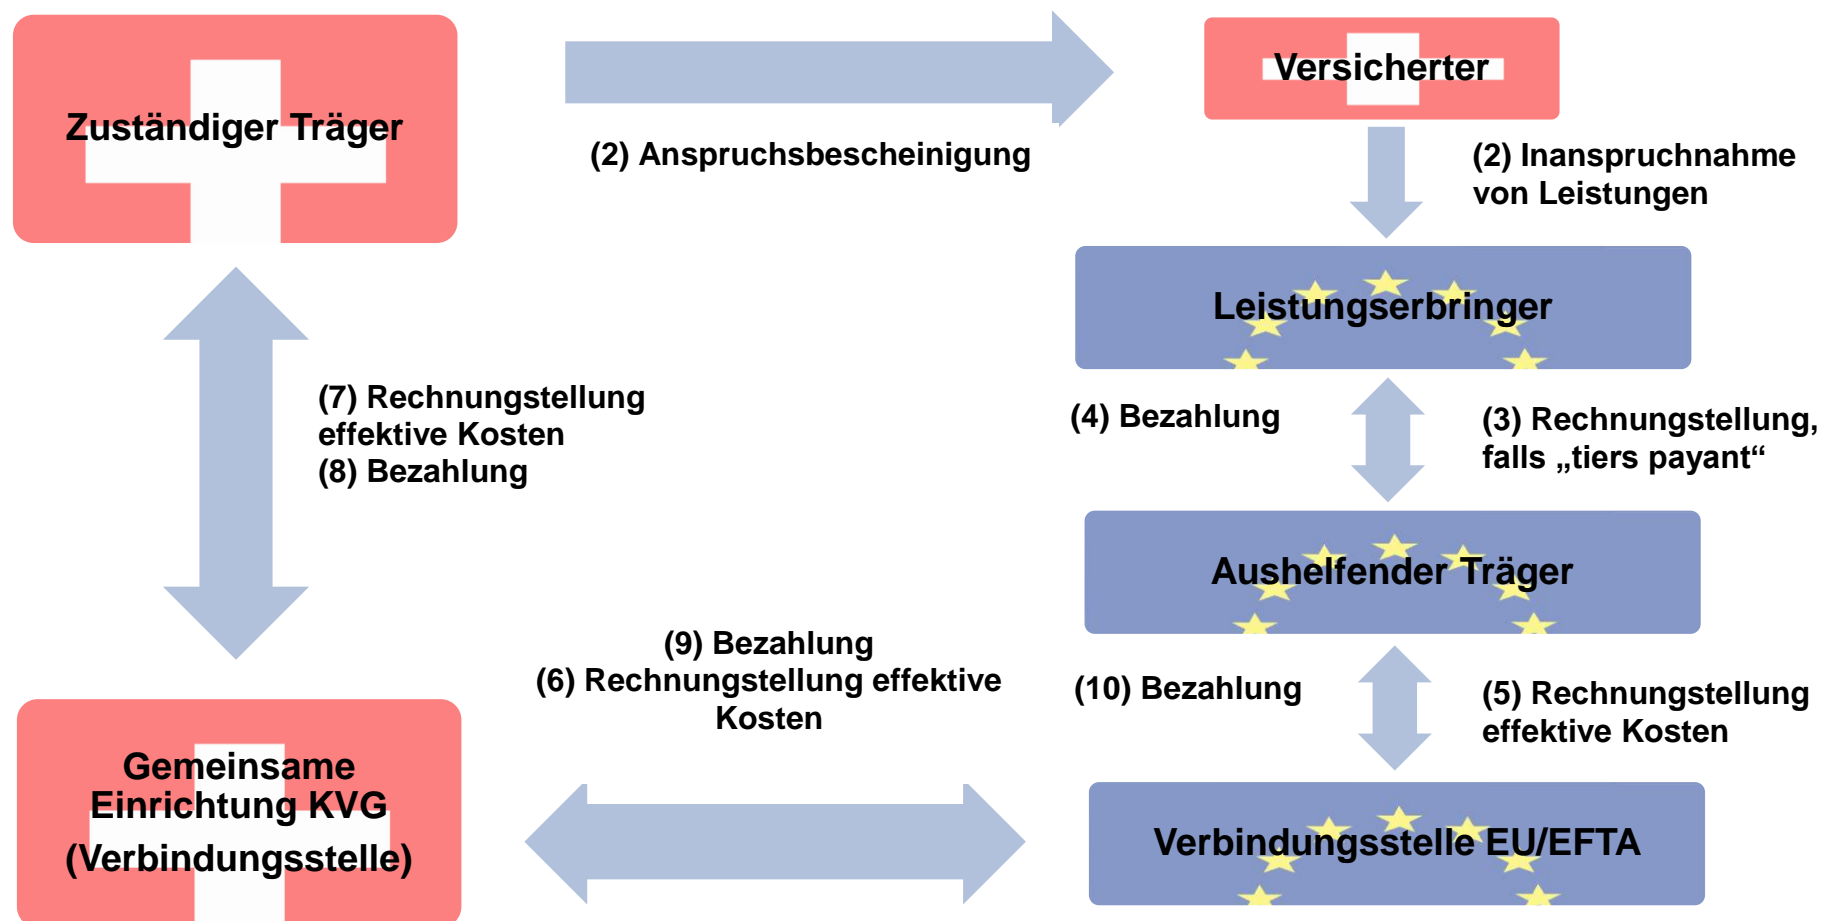 Zuständiger Träger
(2) Anspruchsbescheinigung
Versicherter
(2) Inanspruchnahme
von Leistungen
Leistungserbringer
(4) Bezahlung
(3) Rechnungstellung,
falls „tiers payant“
(7) Rechnungstellung
effektive Kosten
(8) Bezahlung
Aushelfender Träger
(9) Bezahlung
(6) Rechnungstellung effektive
Kosten
(10) Bezahlung
(5) Rechnungstellung
effektive Kosten
Gemeinsame
Einrichtung KVG
(Verbindungsstelle)
Verbindungsstelle EU/EFTA